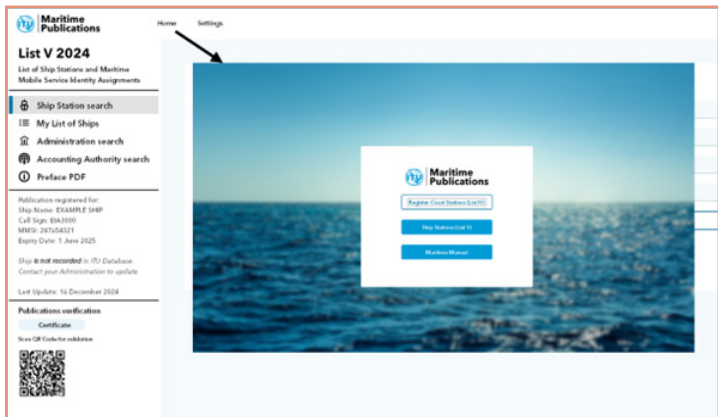 ITU
Maritime
Publications
Home
Settings
List V 2024
List of Ship Stations and Maritime
Mobile Service Identity Assignments
Ship Station search
My List of Ships
Administration search
Accounting Authority search
Preface PDF
Publication registered for:
Ship Name: EXAMPLE SHIP
Call Sign: EIA3000
MMSI: 287654321
Expiry Date: 1 June 2025
Ship is not recorded in ITU Database.
Contact your Administration to update.
Last Update: 16 December 2024
Publications verification
Certificate
Scan QR Code for validation
ITU
Maritime
Publications
Register Coast Stations (List IV)
Ship Stations (List V)
Maritime Manual